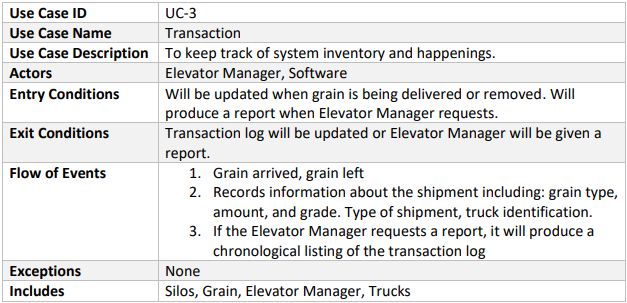 Use Case ID UC-3
Use Case Name Transaction
Use Case Description To keep track of system inventory and happenings.
Actors Elevator Manager, Software
Entry Conditions Will be updated when grain is being delivered or removed. Will
produce a report when Elevator Manager requests.
Exit Conditions Transaction log will be updated or Elevator Manager will be given a
report.
Flow of Events 1. Grain arrived, grain left
2. Records information about the shipment including: grain type,
amount, and grade. Type of shipment, truck identification.
3. If the Elevator Manager requests a report, it will produce a
chronological listing of the transaction log
Exceptions None
Includes Silos, Grain, Elevator Manager, Trucks